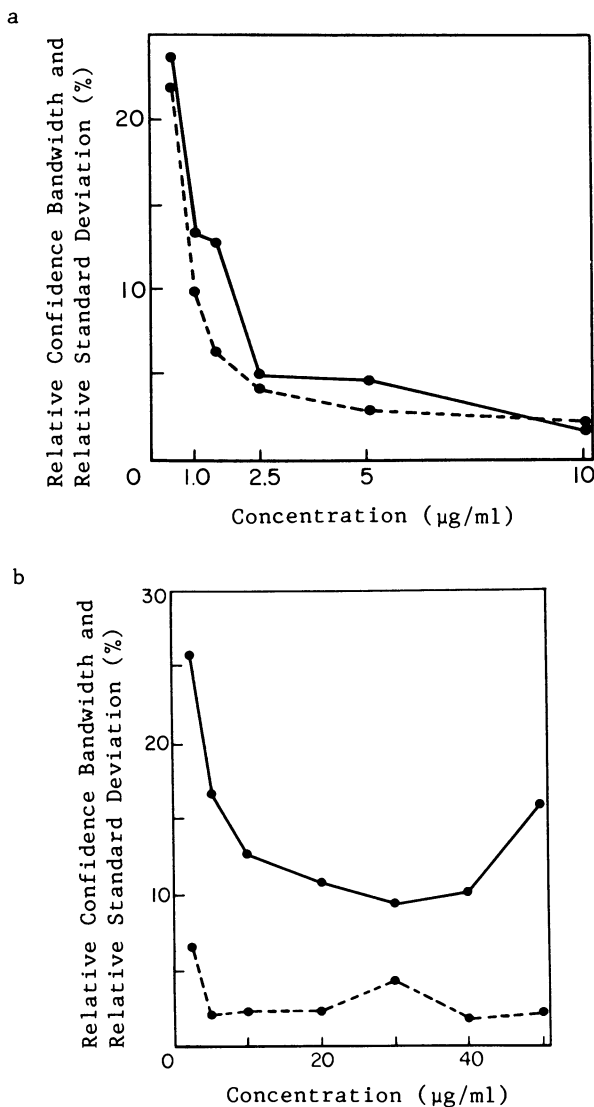 a
Relative Confidence Bandwidth and
Relative Standard Deviation (%)
20
10
0
1.0
2.5
5
10
Concentration (µg/ml)
b
Relative Confidence Bandwidth and
Relative Standard Deviation (%)
30
20
10
0
20
40
Concentration (µg/ml)